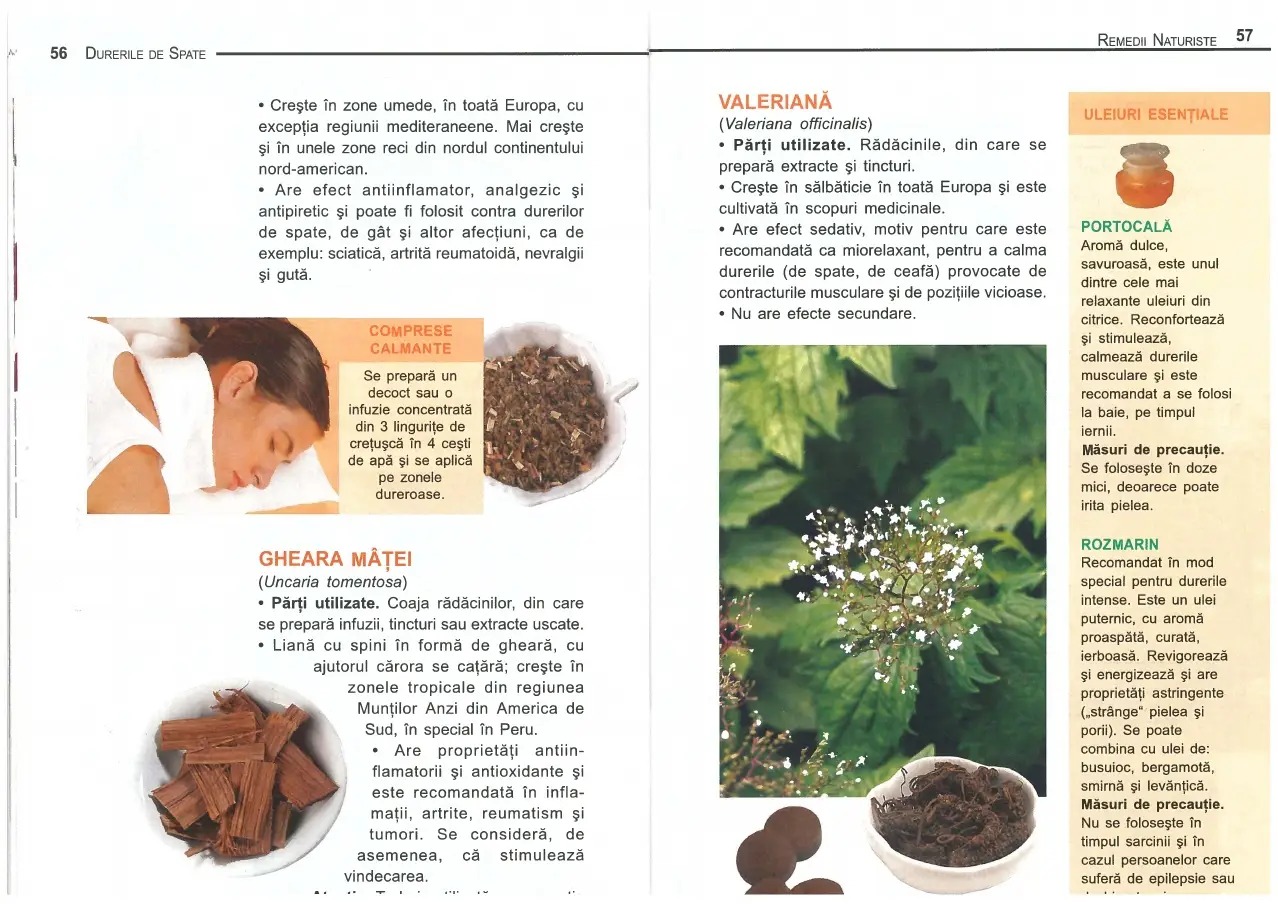 56 DURERILE DE SPATE
• Creşte în zone umede, în toată Europa, cu
excepţia regiunii mediteraneene. Mai creşte
şi în unele zone reci din nordul continentului
nord-american.
• Are efect antiinflamator, analgezic şi
antipiretic şi poate fi folosit contra durerilor
de spate, de gât şi altor afecţiuni, ca de
exemplu: sciatică, artrită reumatoidă, nevralgii
şi gută.
COMPRESE
CALMANTE
Se prepară un
decoct sau o
infuzie concentrată
din 3 linguriţe de
creţuşcă în 4 ceşti
de apă şi se aplică
pe zonele
dureroase.
GHEARA MÂŢEI
(Uncaria tomentosa)
• Părţi utilizate. Coaja rădăcinilor, din care
se prepară infuzii, tincturi sau extracte uscate.
• Liană cu spini în formă de gheară, cu
ajutorul cărora se caţără; creşte în
zonele tropicale din regiunea
Munţilor Anzi din America de
Sud, în special în Peru.
• Are proprietăţi antiin-
flamatorii şi antioxidante şi
este recomandată în infla-
maţii, artrite, reumatism şi
tumori. Se consideră, de
asemenea, că stimulează
vindecarea.
REMEDII NATURISTE 57
VALERIANĂ
(Valeriana officinalis)
• Părţi utilizate. Rădăcinile, din care se
prepară extracte şi tincturi.
• Creşte în sălbăticie în toată Europa şi este
cultivată în scopuri medicinale.
• Are efect sedativ, motiv pentru care este
recomandată ca miorelaxant, pentru a calma
durerile (de spate, de ceafă) provocate de
contracturile musculare şi de poziţiile vicioase.
• Nu are efecte secundare.
ULEIURI ESENŢIALE
PORTOCALĂ
Aromă dulce,
savuroasă, este unul
dintre cele mai
relaxante uleiuri din
citrice. Reconfortează
şi stimulează,
calmează durerile
musculare şi este
recomandat a se folosi
la baie, pe timpul
iernii.
Măsuri de precauţie.
Se foloseşte în doze
mici, deoarece poate
irita pielea.
ROZMARIN
Recomandat în mod
special pentru durerile
intense. Este un ulei
puternic, cu aromă
proaspătă, curată,
ierboasă. Revigorează
şi energizează şi are
proprietăţi astringente
(„strânge“ pielea şi
porii). Se poate
combina cu ulei de:
busuioc, bergamotă,
smirnă şi levănţică.
Măsuri de precauţie.
Nu se foloseşte în
timpul sarcinii şi în
cazul persoanelor care
suferă de epilepsie sau